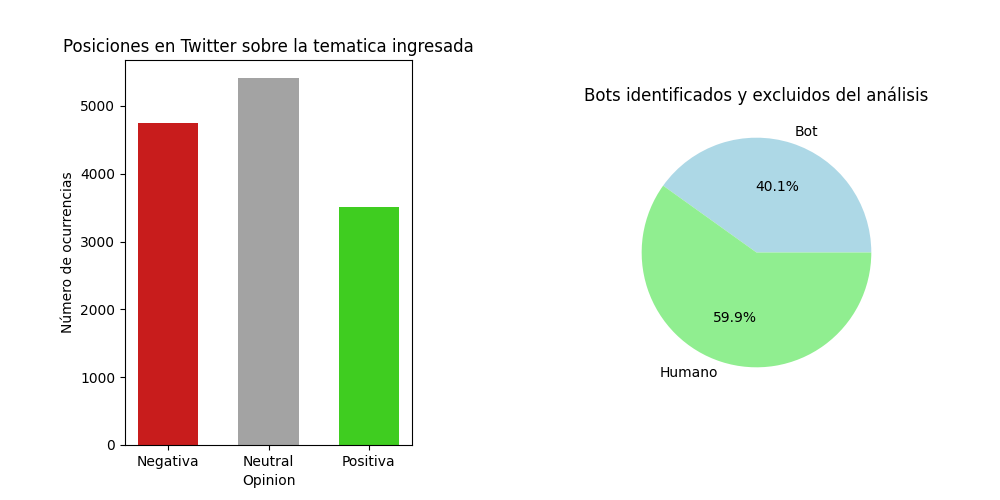 Posiciones en Twitter sobre la tematica ingresada
Número de ocurrencias
5000
4000
3000
2000
1000
0
Negativa
Neutral
Positiva
Opinion
Bots identificados y excluidos del análisis
Bot
40.1%
59.9%
Humano